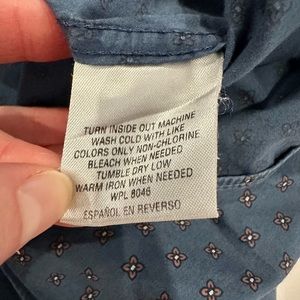 TURN INSIDE OUT MACHINE
WASH COLD WITH LIKE
COLORS ONLY NON-CHLORINE
BLEACH WHEN NEEDED
TUMBLE DRY LOW
WARM IRON WHEN NEEDED
WPL 8046
ESPAÑOL EN REVERSO